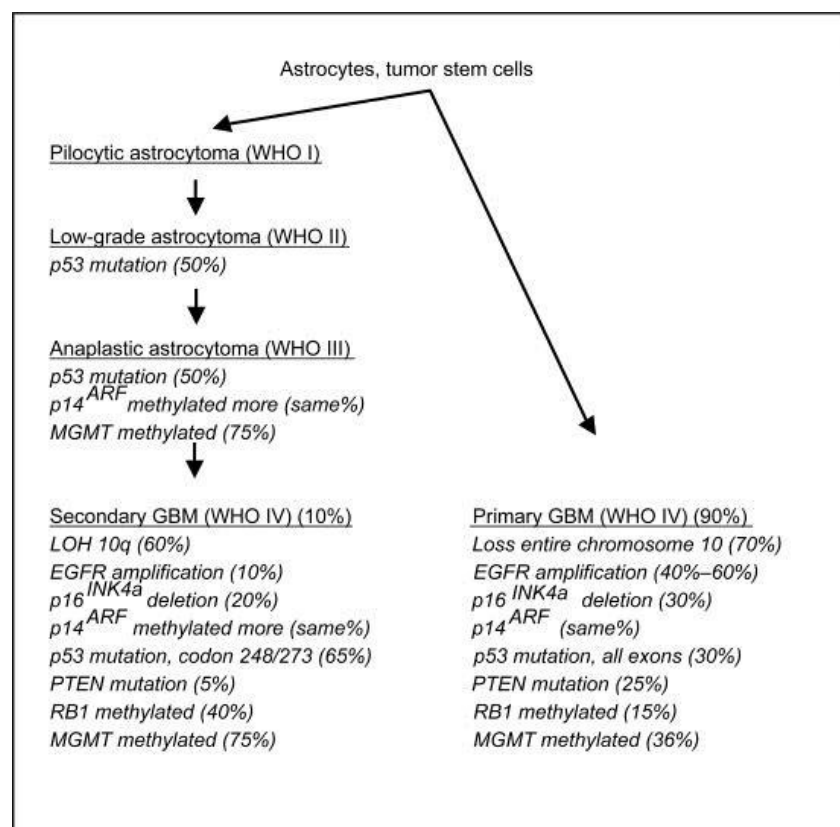 Astrocytes, tumor stem cells
Pilocytic astrocytoma (WHO I)
Low-grade astrocytoma (WHO II)
p53 mutation (50%)
Anaplastic astrocytoma (WHO III)
p53 mutation (50%)
p14ARF methylated more (same%)
MGMT methylated (75%)
Secondary GBM (WHO IV) (10%)
LOH 10q (60%)
EGFR amplification (10%)
p16INK4a deletion (20%)
p14ARF methylated more (same%)
p53 mutation, codon 248/273 (65%)
PTEN mutation (5%)
RB1 methylated (40%)
MGMT methylated (75%)
Primary GBM (WHO IV) (90%)
Loss entire chromosome 10 (70%)
EGFR amplification (40%–60%)
p16INK4a deletion (30%)
p14ARF (same%)
p53 mutation, all exons (30%)
PTEN mutation (25%)
RB1 methylated (15%)
MGMT methylated (36%)